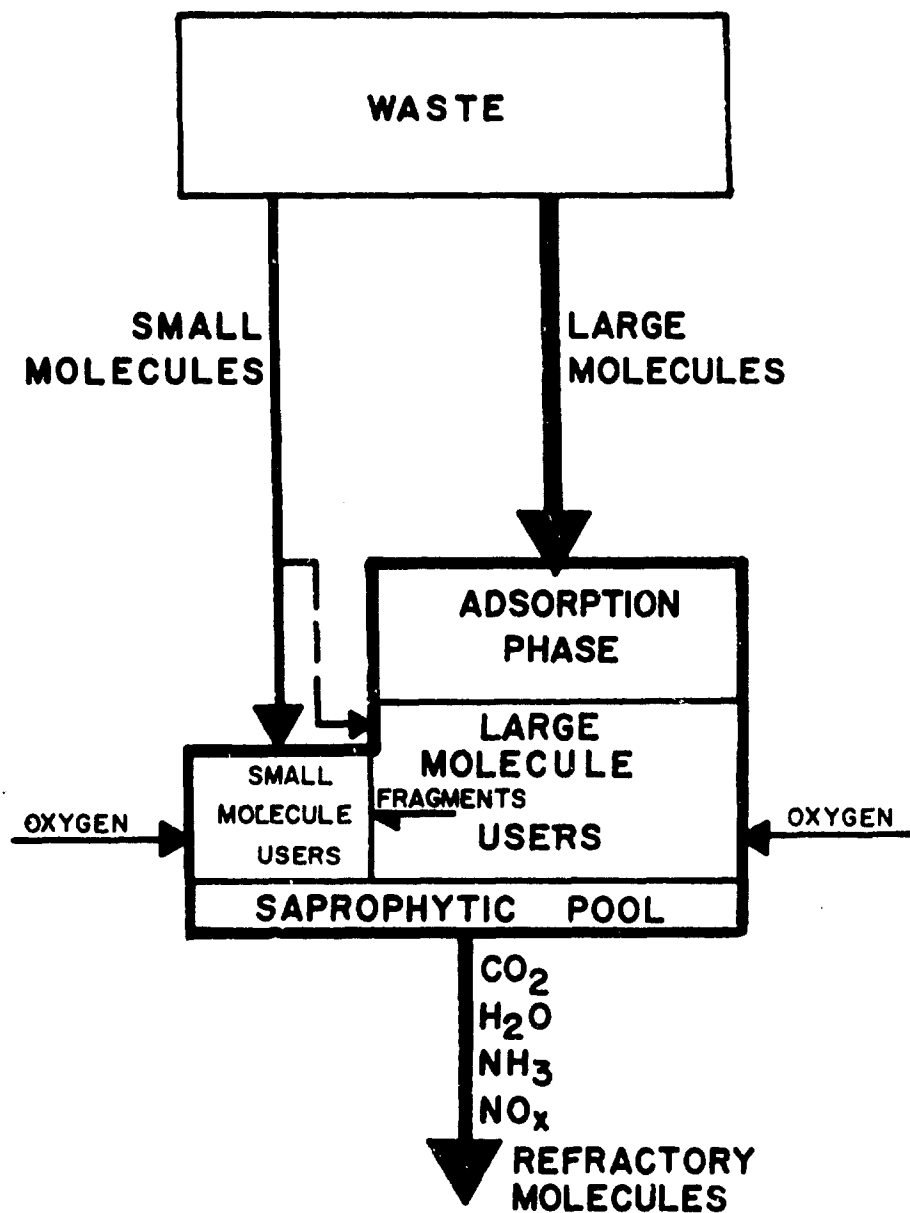 WASTE
SMALL
MOLECULES
LARGE
MOLECULES
ADSORPTION
PHASE
LARGE
MOLECULE
USERS
SMALL
MOLECULE
USERS
FRAGMENTS
OXYGEN
OXYGEN
SAPROPHYTIC POOL
CO₂
H₂O
NH₃
NOₓ
REFRACTORY
MOLECULES